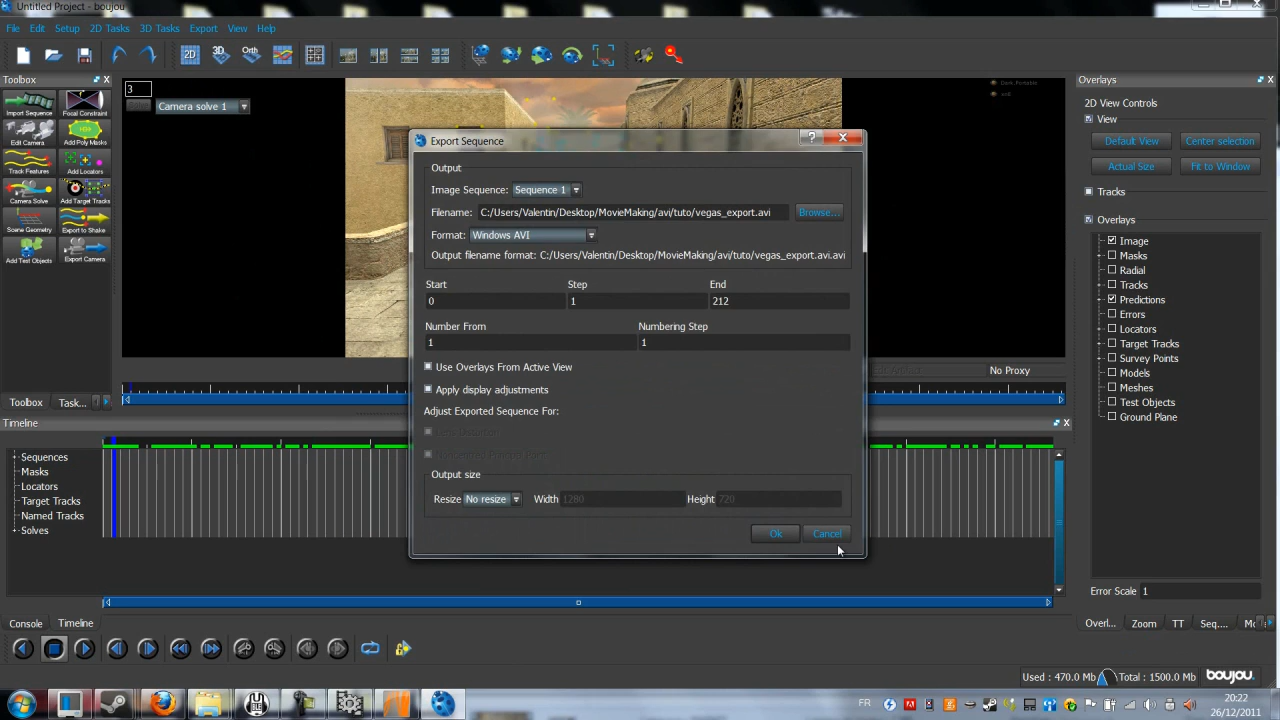 Untitled Project - boujou
File Edit Setup 2D Tasks 3D Tasks Export View Help
2D 3D Orth
Toolbox
Import Sequence Focal Constraint
Edit Camera Add Poly Masks
Track Features Add Locators
Camera Solve Add Target Tracks
Scene Geometry Export to Shake
Add Test Objects Export Camera
Toolbox Task...
3
Camera solve 1
Export Sequence
Output
Image Sequence: Sequence 1
Filename: C:/Users/Valentin/Desktop/MovieMaking/avi/tuto/vegas_export.avi Browse...
Format: Windows AVI
Output filename format: C:/Users/Valentin/Desktop/MovieMaking/avi/tuto/vegas_export.avi.avi
Start Step End
0 1 212
Number From Numbering Step
1 1
Use Overlays From Active View
Apply display adjustments
Adjust Exported Sequence For:
Lens Distortion
Output size
Resize No resize Width 1280 Height 720
Ok Cancel
No Proxy
Overlays
2D View Controls
View
Default View Center selection
Actual Size Fit to Window
Tracks
Overlays
Image
Masks
Radial
Tracks
Predictions
Errors
Locators
Target Tracks
Survey Points
Models
Meshes
Test Objects
Ground Plane
Error Scale 1
Overl... Zoom TT Seq....
Timeline
Sequences
Masks
Locators
Target Tracks
Named Tracks
Solves
Console Timeline
Used : 470.0 Mb Total : 1500.0 Mb boujou
FR
20:22
26/12/2011